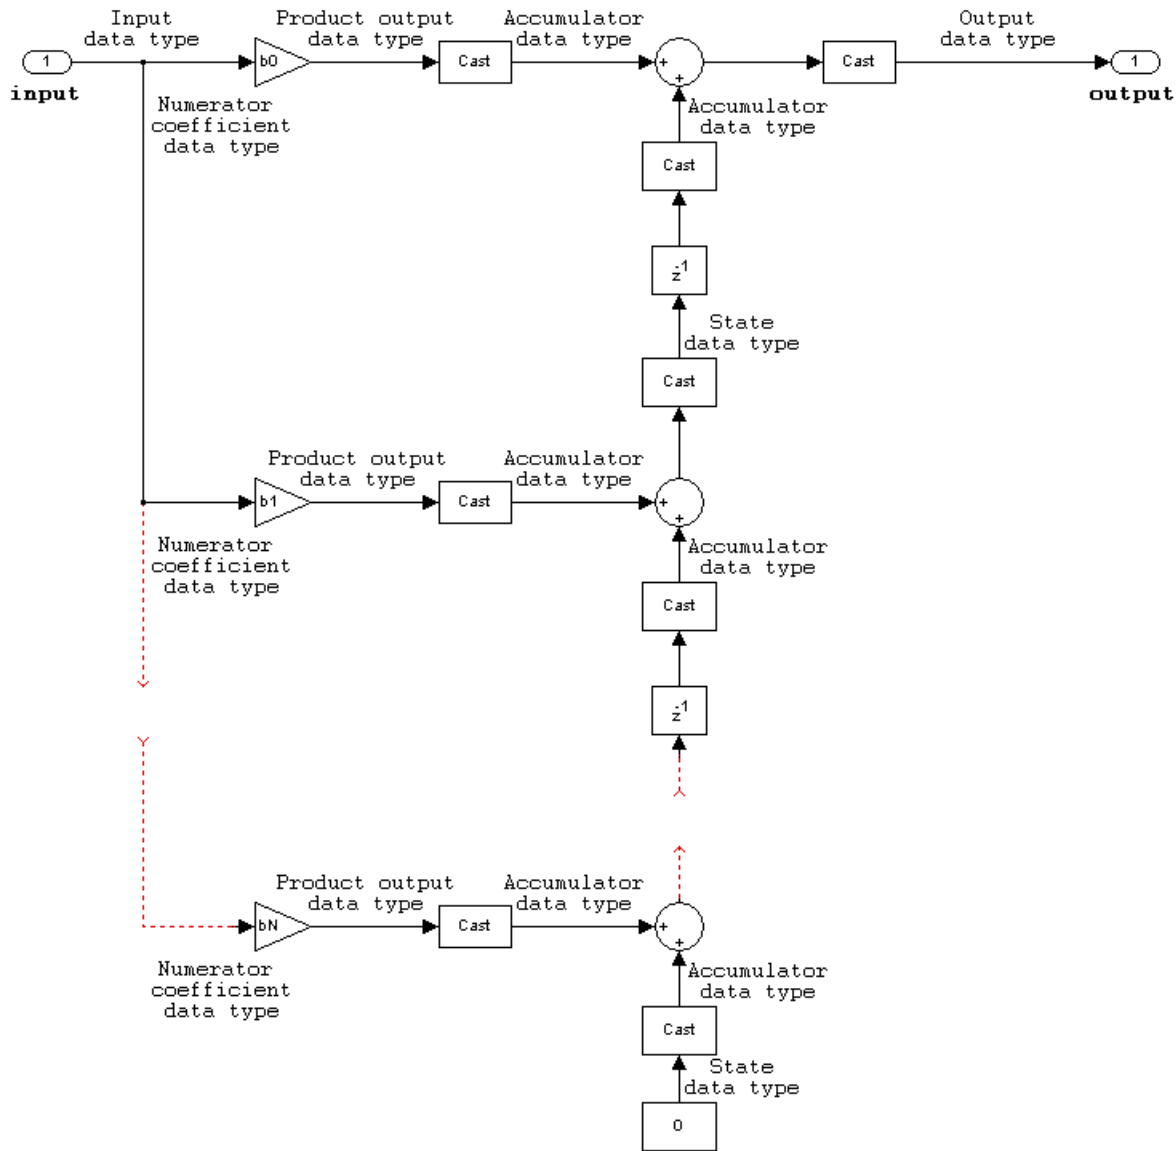 Input
data type
Product output
data type
Accumulator
data type
Output
data type
1
b0
Cast
+
+
Cast
1
input
output
Numerator
coefficient
data type
Accumulator
data type
Cast
z-1
State
data type
Cast
Product output
data type
Accumulator
data type
b1
Cast
+
+
Numerator
coefficient
data type
Accumulator
data type
Cast
z-1
Product output
data type
Accumulator
data type
bN
Cast
+
+
Numerator
coefficient
data type
Accumulator
data type
Cast
State
data type
0